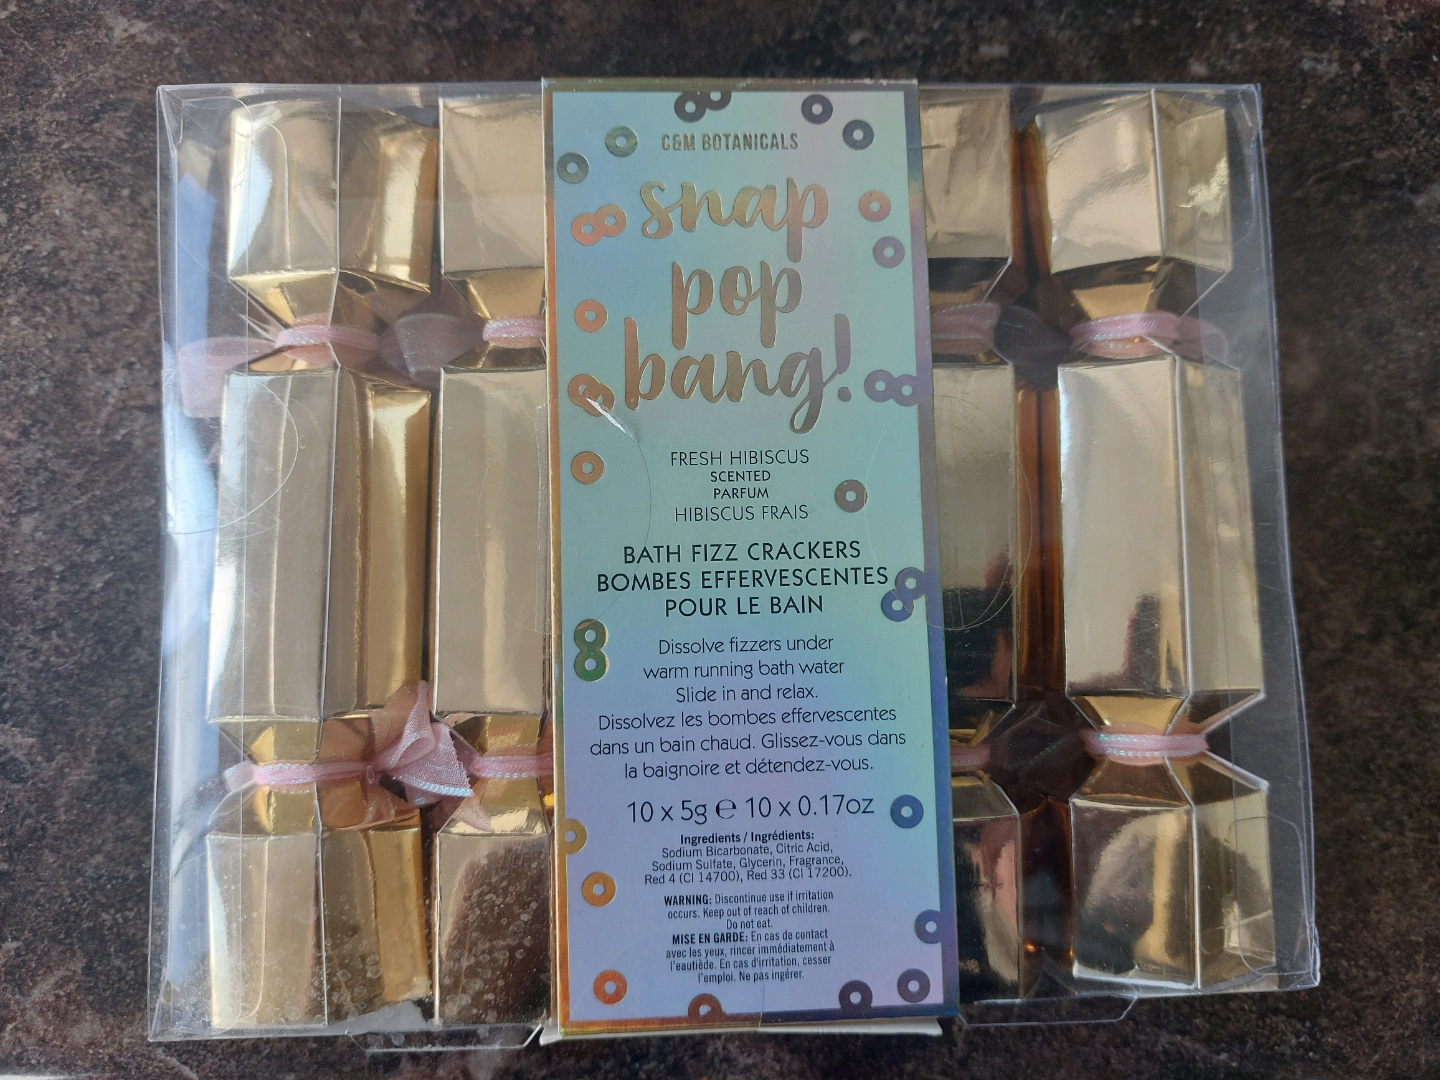 C&M BOTANICALS
snap
pop
bang!
FRESH HIBISCUS
SCENTED
PARFUM
HIBISCUS FRAIS
BATH FIZZ CRACKERS
BOMBES EFFERVESCENTES
POUR LE BAIN
Dissolve fizzers under
warm running bath water
Slide in and relax.
Dissolvez les bombes effervescentes
dans un bain chaud. Glissez-vous dans
la baignoire et détendez-vous.
10 x 5g ℮ 10 x 0.17oz
Ingredients / Ingrédients:
Sodium Bicarbonate, Citric Acid,
Sodium Sulfate, Glycerin, Fragrance,
Red 4 (CI 14700), Red 33 (CI 17200).
WARNING: Discontinue use if irritation
occurs. Keep out of reach of children.
Do not eat.
MISE EN GARDE: En cas de contact
avec les yeux, rincer immédiatement à
l'eautiède. En cas d'irritation, cesser
l'emploi. Ne pas ingérer.